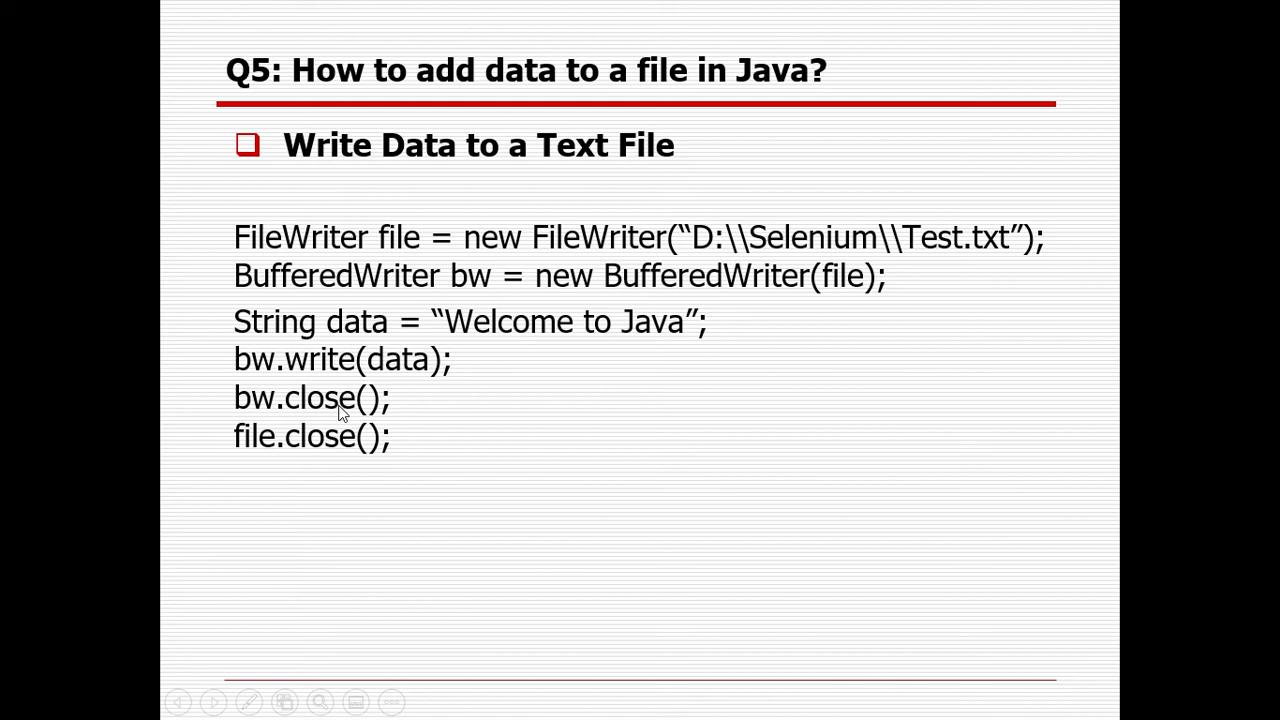 Q5: How to add data to a file in Java?
Write Data to a Text File
FileWriter file = new FileWriter(“D:\\Selenium\\Test.txt”);
BufferedWriter bw = new BufferedWriter(file);
String data = “Welcome to Java”;
bw.write(data);
bw.close();
file.close();